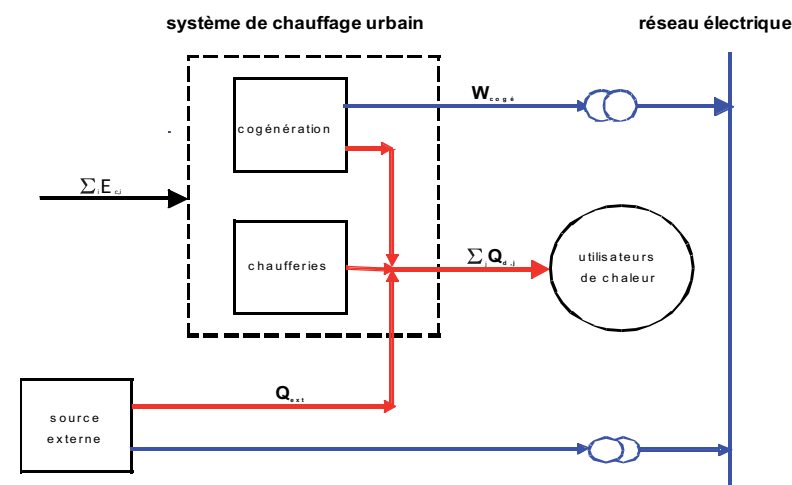 système de chauffage urbain
réseau électrique
W cogé
cogénération
∑i E c,i
∑j Q d,j
utilisateurs
de chaleur
chaufferies
Q ext
source
externe